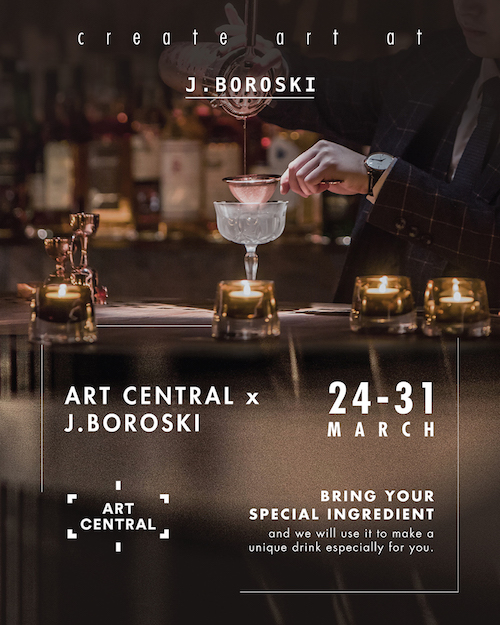 create art at
J.BOROSKI
ART CENTRAL x
J.BOROSKI
24-31
MARCH
ART
CENTRAL
BRING YOUR
SPECIAL INGREDIENT
and we will use it to make a
unique drink especially for you.